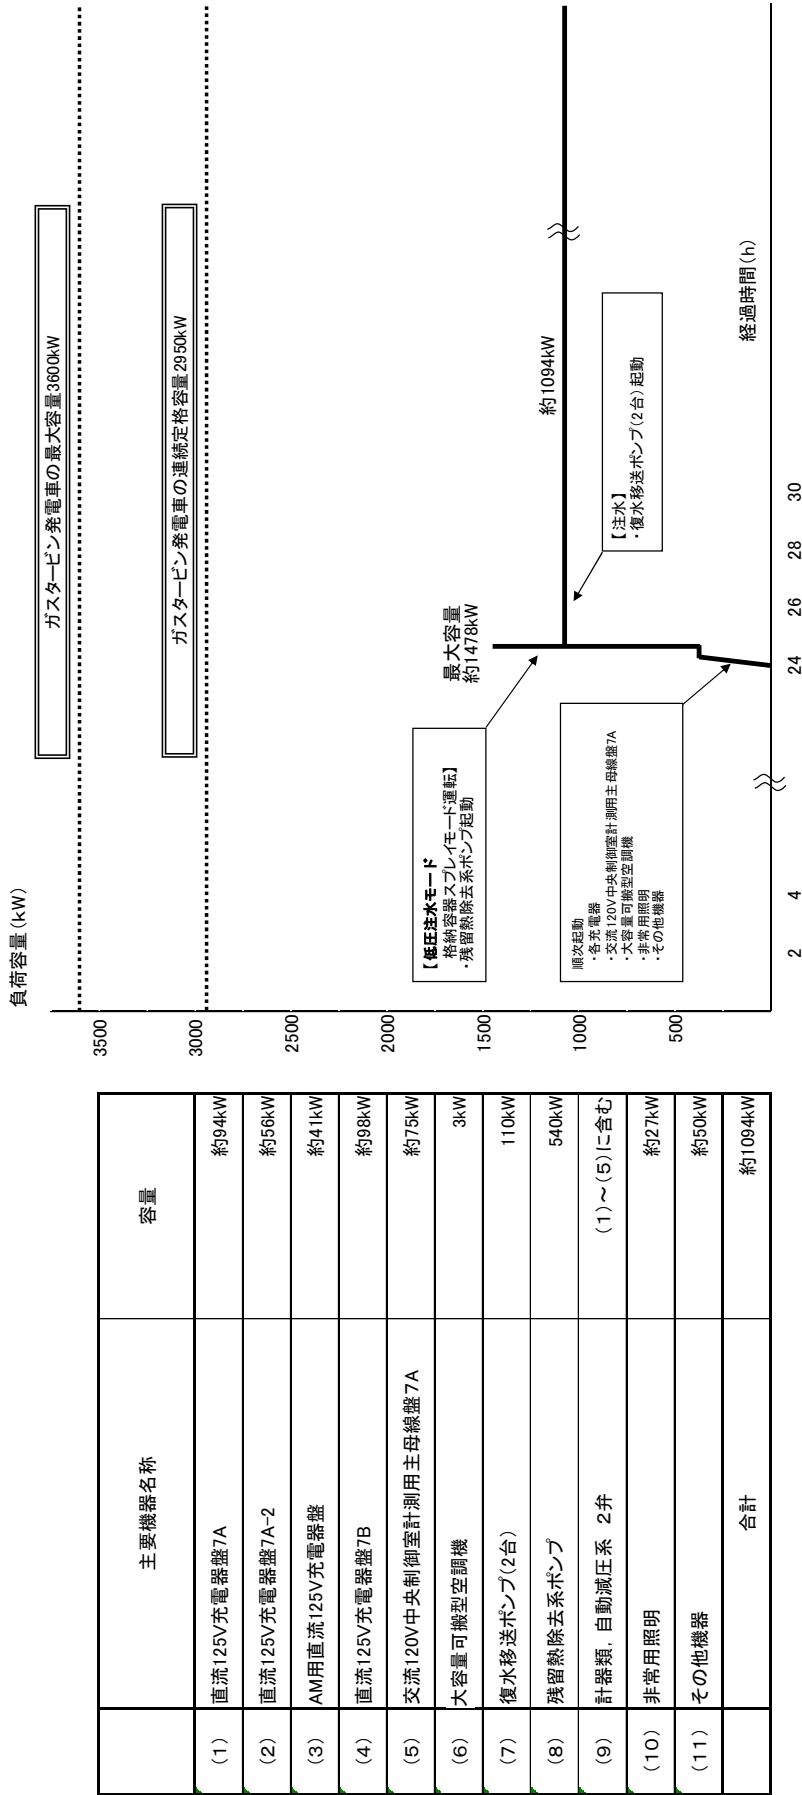 主要機器名称 容量
(1) 直流125V充電器盤7A 約94kW
(2) 直流125V充電器盤7A-2 約56kW
(3) AM用直流125V充電器盤 約41kW
(4) 直流125V充電器盤7B 約98kW
(5) 交流120V中央制御室計測用主母線盤7A 約75kW
(6) 大容量可搬型空調機 3kW
(7) 復水移送ポンプ(2台) 110kW
(8) 残留熱除去系ポンプ 540kW
(9) 計器類，自動減圧系 2弁 (1)～(5)に含む
(10) 非常用照明 約27kW
(11) その他機器 約50kW
合計 約1094kW
負荷容量(kW)
3500
3000
2500
2000
1500
1000
500
ガスタービン発電車の最大容量3600kW
ガスタービン発電車の連続定格容量2950kW
最大容量
約1478kW
約1094kW
【低圧注水モード
格納容器スプレイモード運転】
・残留熱除去系ポンプ起動
【注水】
・復水移送ポンプ(2台)起動
順次起動
・各充電器
・交流120V中央制御室計測用主母線盤7A
・大容量可搬型空調機
・非常用照明
・その他機器
経過時間(h)
2 4 24 26 28 30